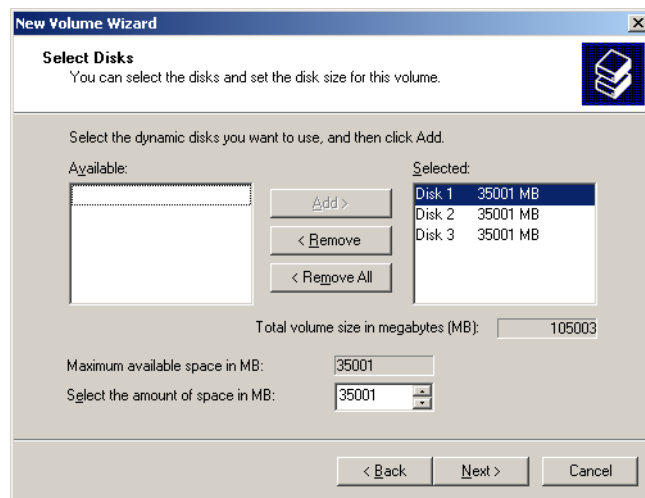 New Volume Wizard
Select Disks
You can select the disks and set the disk size for this volume.
Select the dynamic disks you want to use, and then click Add.
Available:
Selected:
Add >
< Remove
< Remove All
Disk 1 35001 MB
Disk 2 35001 MB
Disk 3 35001 MB
Total volume size in megabytes (MB): 105003
Maximum available space in MB: 35001
Select the amount of space in MB: 35001
< Back Next > Cancel